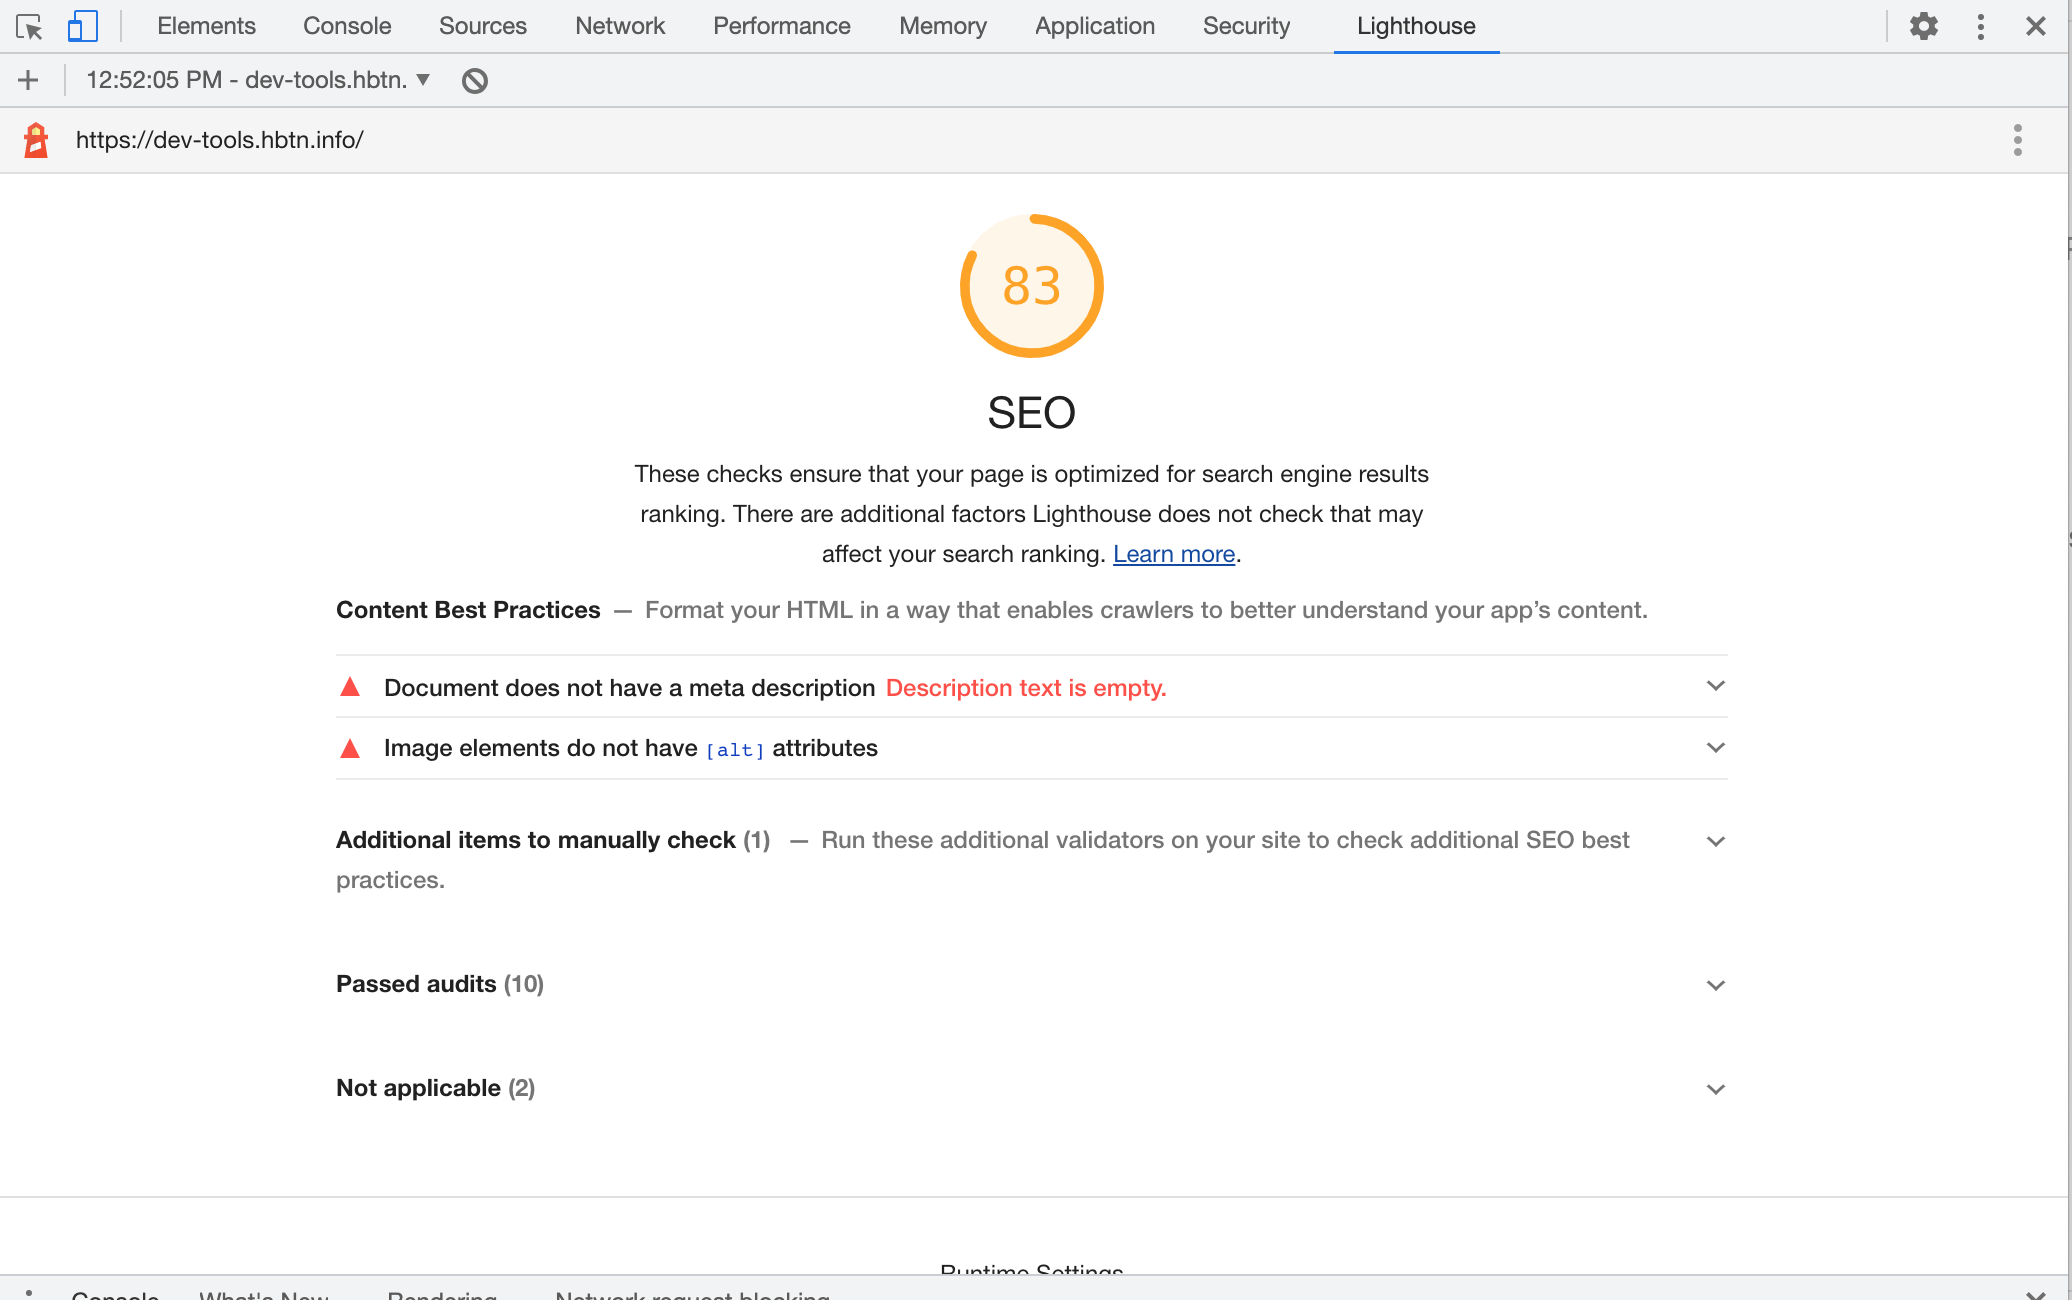 Elements Console Sources Network Performance Memory Application Security Lighthouse
12:52:05 PM - dev-tools.hbtn. ▼
https://dev-tools.hbtn.info/
83
SEO
These checks ensure that your page is optimized for search engine results
ranking. There are additional factors Lighthouse does not check that may
affect your search ranking. Learn more.
Content Best Practices — Format your HTML in a way that enables crawlers to better understand your app’s content.
Document does not have a meta description Description text is empty.
Image elements do not have [alt] attributes
Additional items to manually check (1) — Run these additional validators on your site to check additional SEO best
practices.
Passed audits (10)
Not applicable (2)
Runtime Settings
Console What's New Rendering Network request blocking